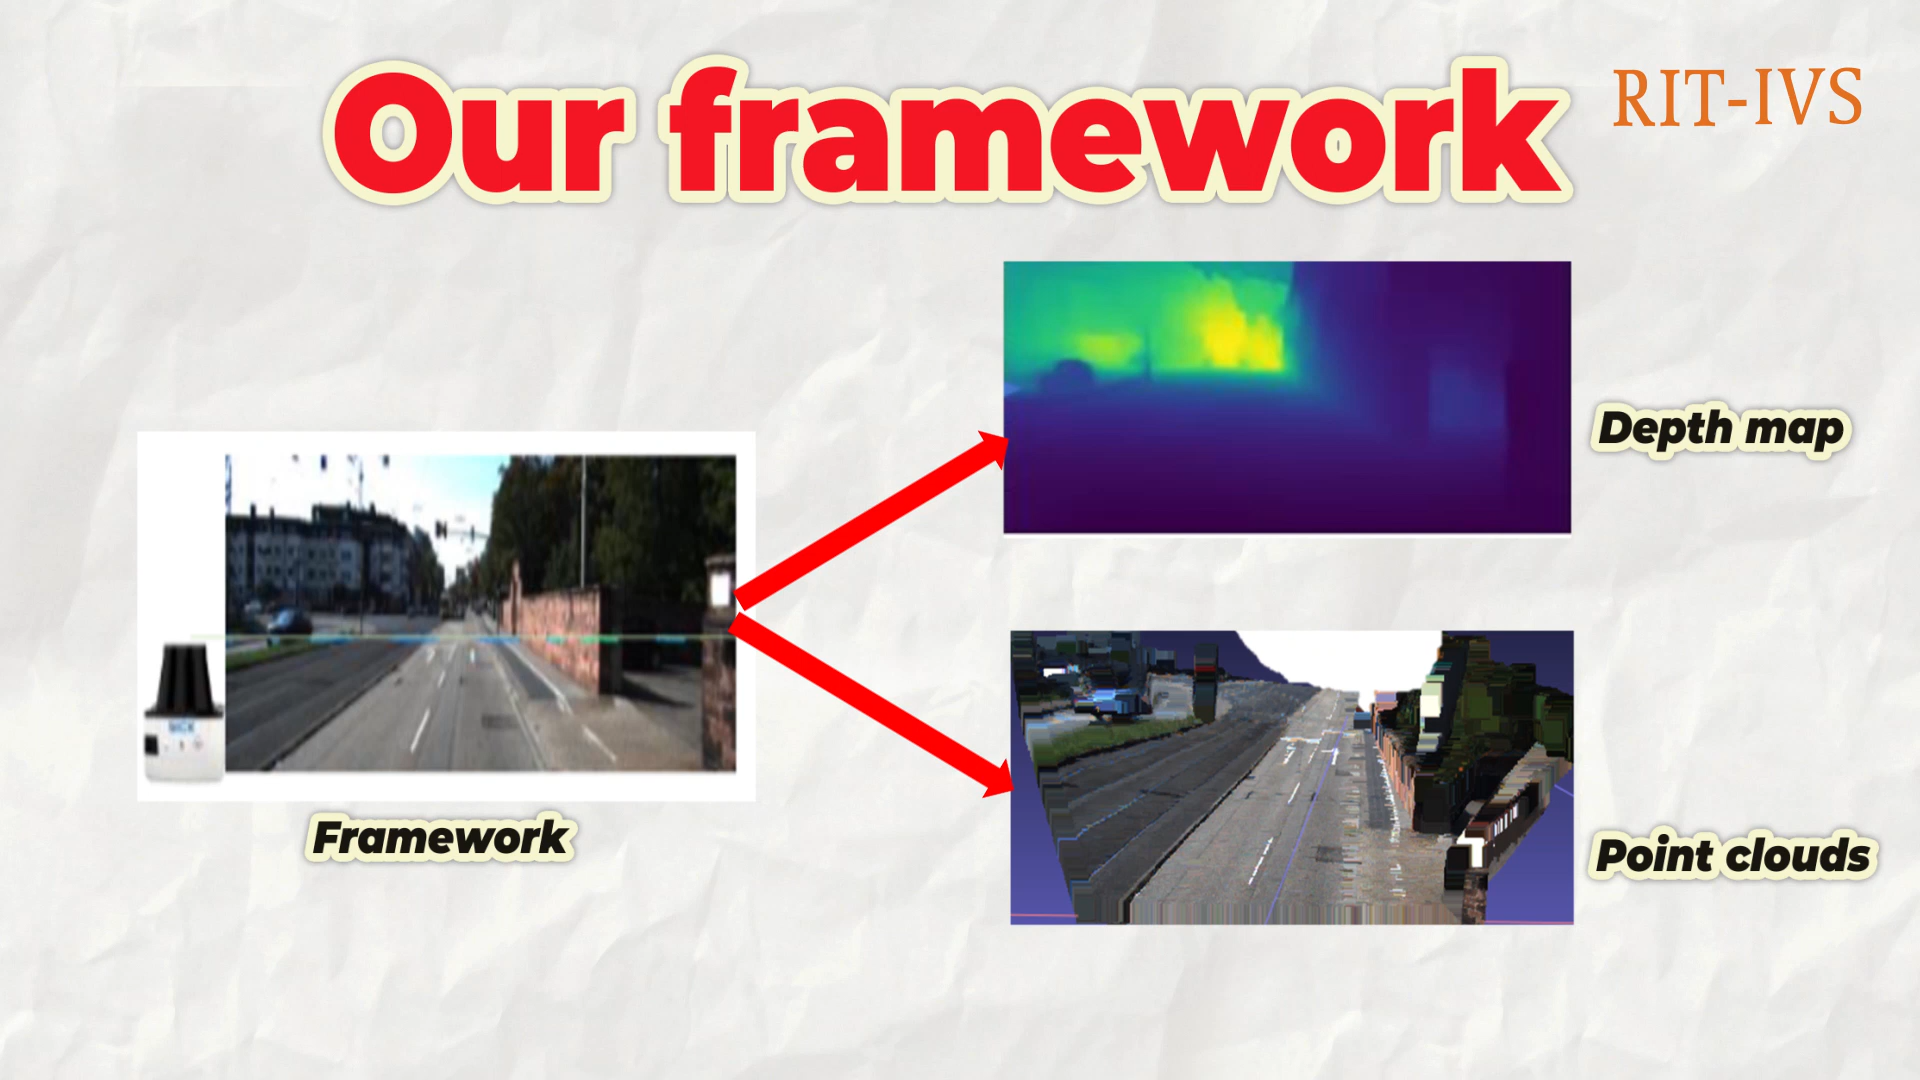 Our framework
RIT-IVS
Depth map
Framework
Point clouds